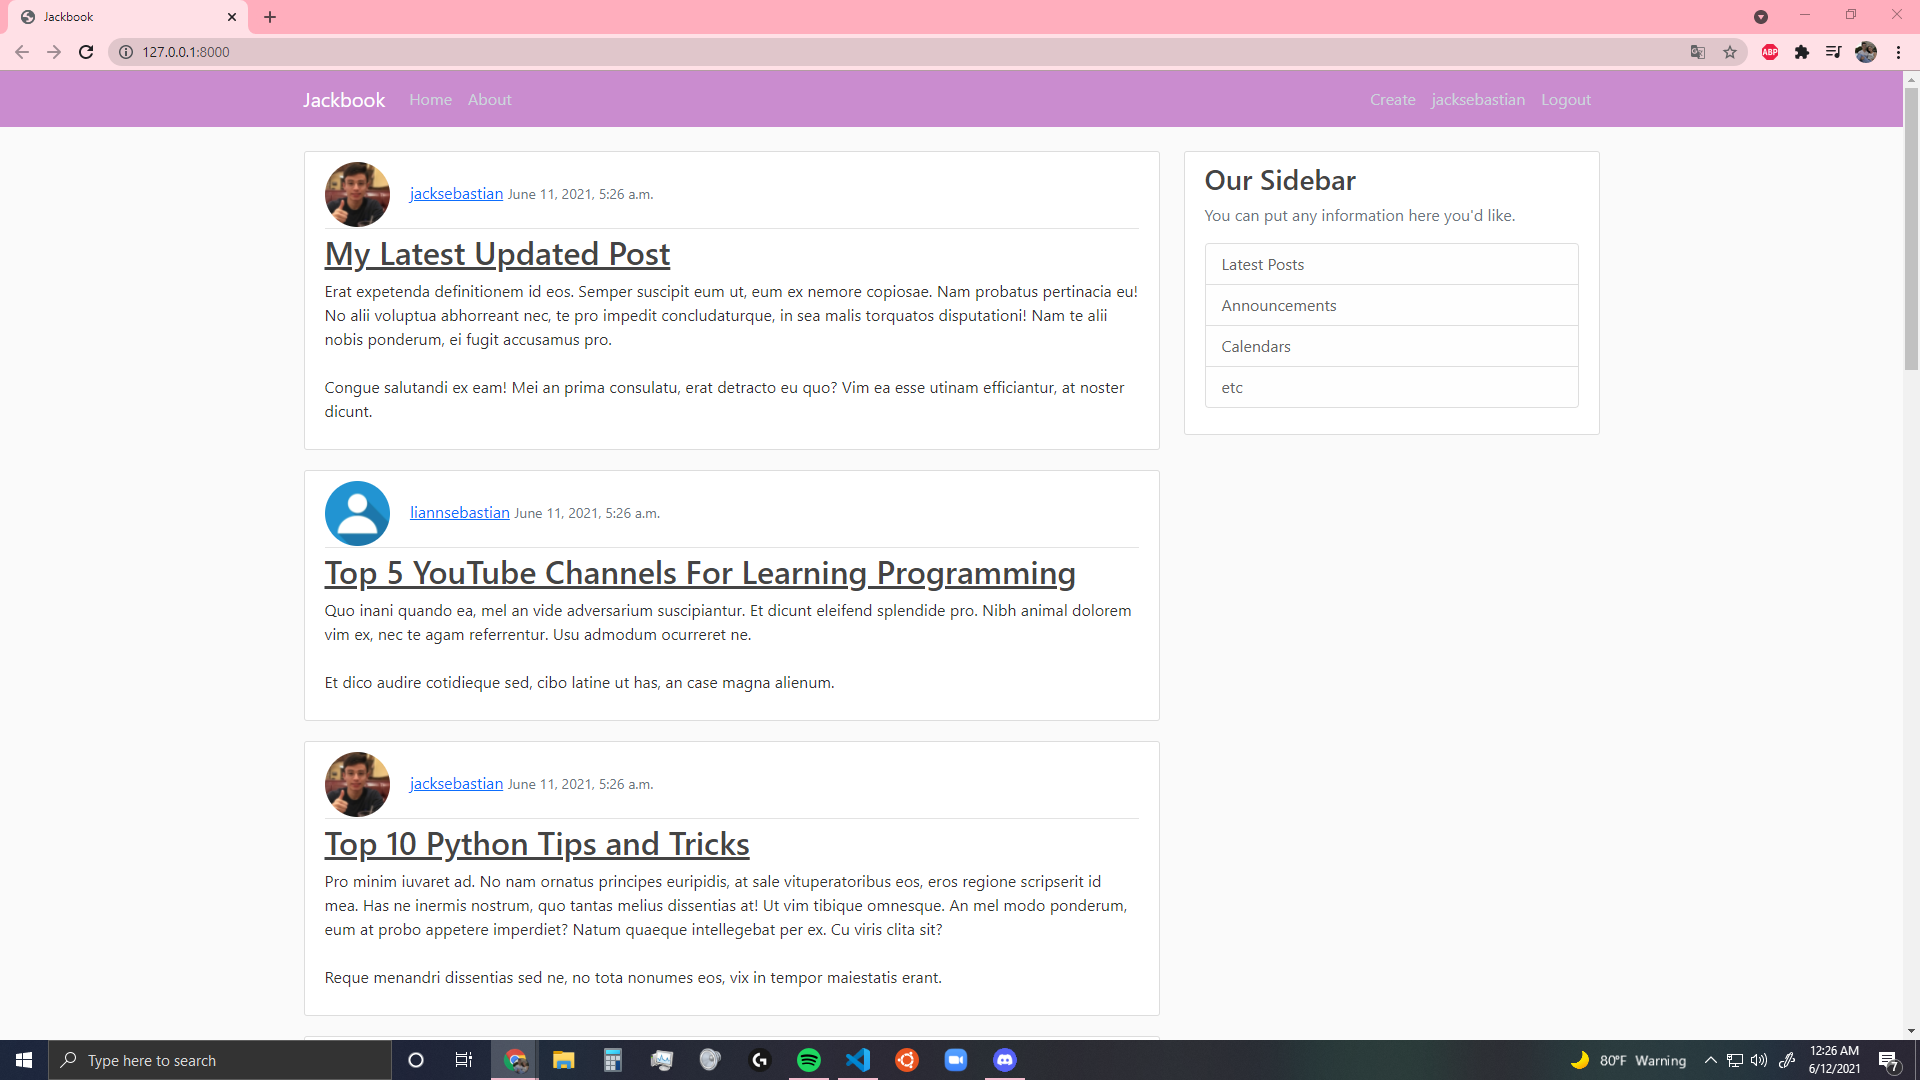 Jackbook
127.0.0.1:8000
ABP
Jackbook Home About Create jacksebastian Logout
jacksebastian June 11, 2021, 5:26 a.m.
My Latest Updated Post
Erat expetenda definitionem id eos. Semper suscipit eum ut, eum ex nemore copiosae. Nam probatus pertinacia eu!
No alii voluptua abhorreant nec, te pro impedit concludaturque, in sea malis torquatos disputationi! Nam te alii
nobis ponderum, ei fugit accusamus pro.
Congue salutandi ex eam! Mei an prima consulatu, erat detracto eu quo? Vim ea esse utinam efficiantur, at noster
dicunt.
liannsebastian June 11, 2021, 5:26 a.m.
Top 5 YouTube Channels For Learning Programming
Quo inani quando ea, mel an vide adversarium suscipiantur. Et dicunt eleifend splendide pro. Nibh animal dolorem
vim ex, nec te agam referrentur. Usu admodum ocurreret ne.
Et dico audire cotidieque sed, cibo latine ut has, an case magna alienum.
jacksebastian June 11, 2021, 5:26 a.m.
Top 10 Python Tips and Tricks
Pro minim iuvaret ad. No nam ornatus principes euripidis, at sale vituperatoribus eos, eros regione scripserit id
mea. Has ne inermis nostrum, quo tantas melius dissentias at! Ut vim tibique omnesque. An mel modo ponderum,
eum at probo appetere imperdiet? Natum quaeque intellegebat per ex. Cu viris clita sit?
Reque menandri dissentias sed ne, no tota nonumes eos, vix in tempor maiestatis erant.
Our Sidebar
You can put any information here you'd like.
Latest Posts
Announcements
Calendars
etc
Type here to search
80°F Warning
12:26 AM
6/12/2021
7